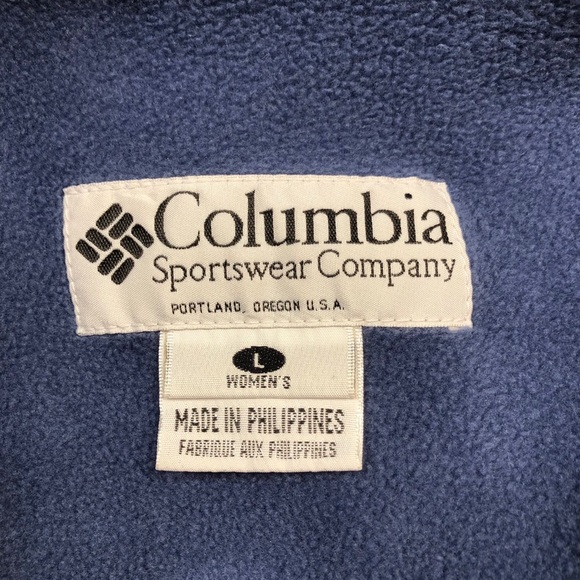 Columbia
Sportswear Company
PORTLAND, OREGON U.S.A.
L
WOMEN'S
MADE IN PHILIPPINES
FABRIQUE AUX PHILIPPINES